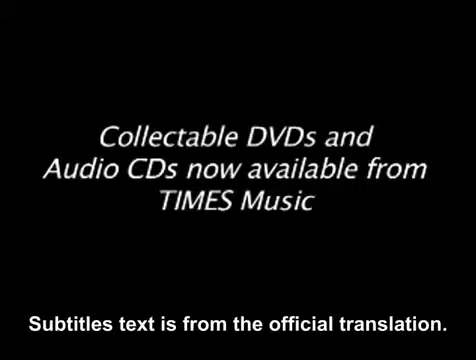 Collectable DVDs and
Audio CDs now available from
TIMES Music
Subtitles text is from the official translation.